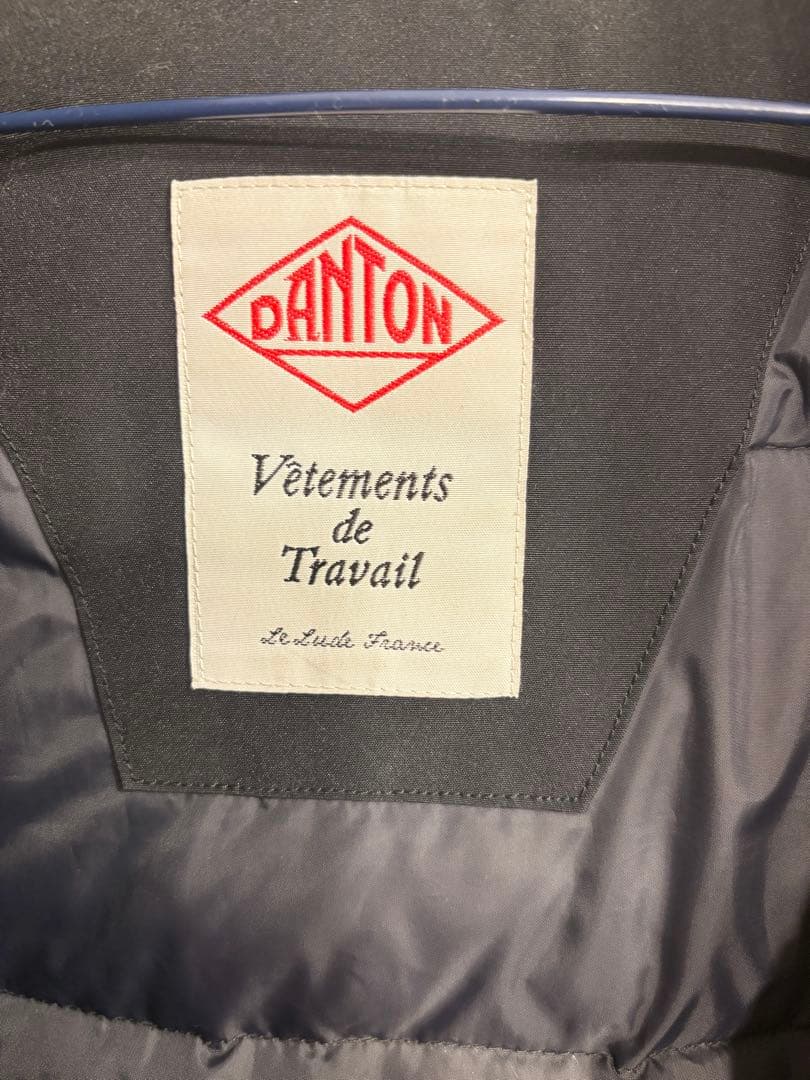 DANTON
Vêtements
de
Travail
Le Lude France